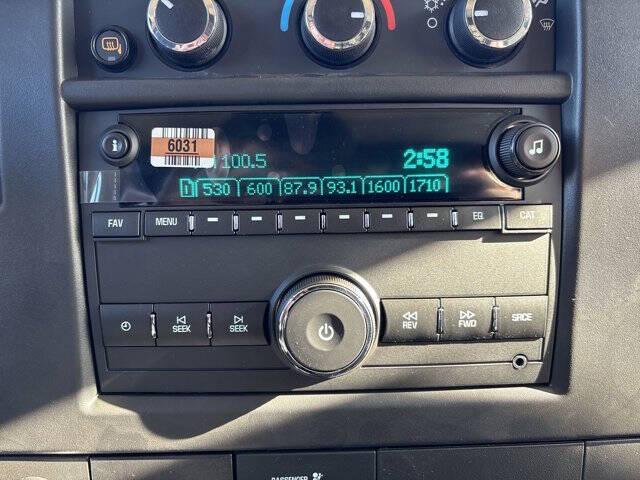 6031
100.5 2:58
1 530 600 87.9 93.1 1600 1710
FAV MENU EQ CAT
SEEK SEEK REV FWD SRCE
PASSENGER